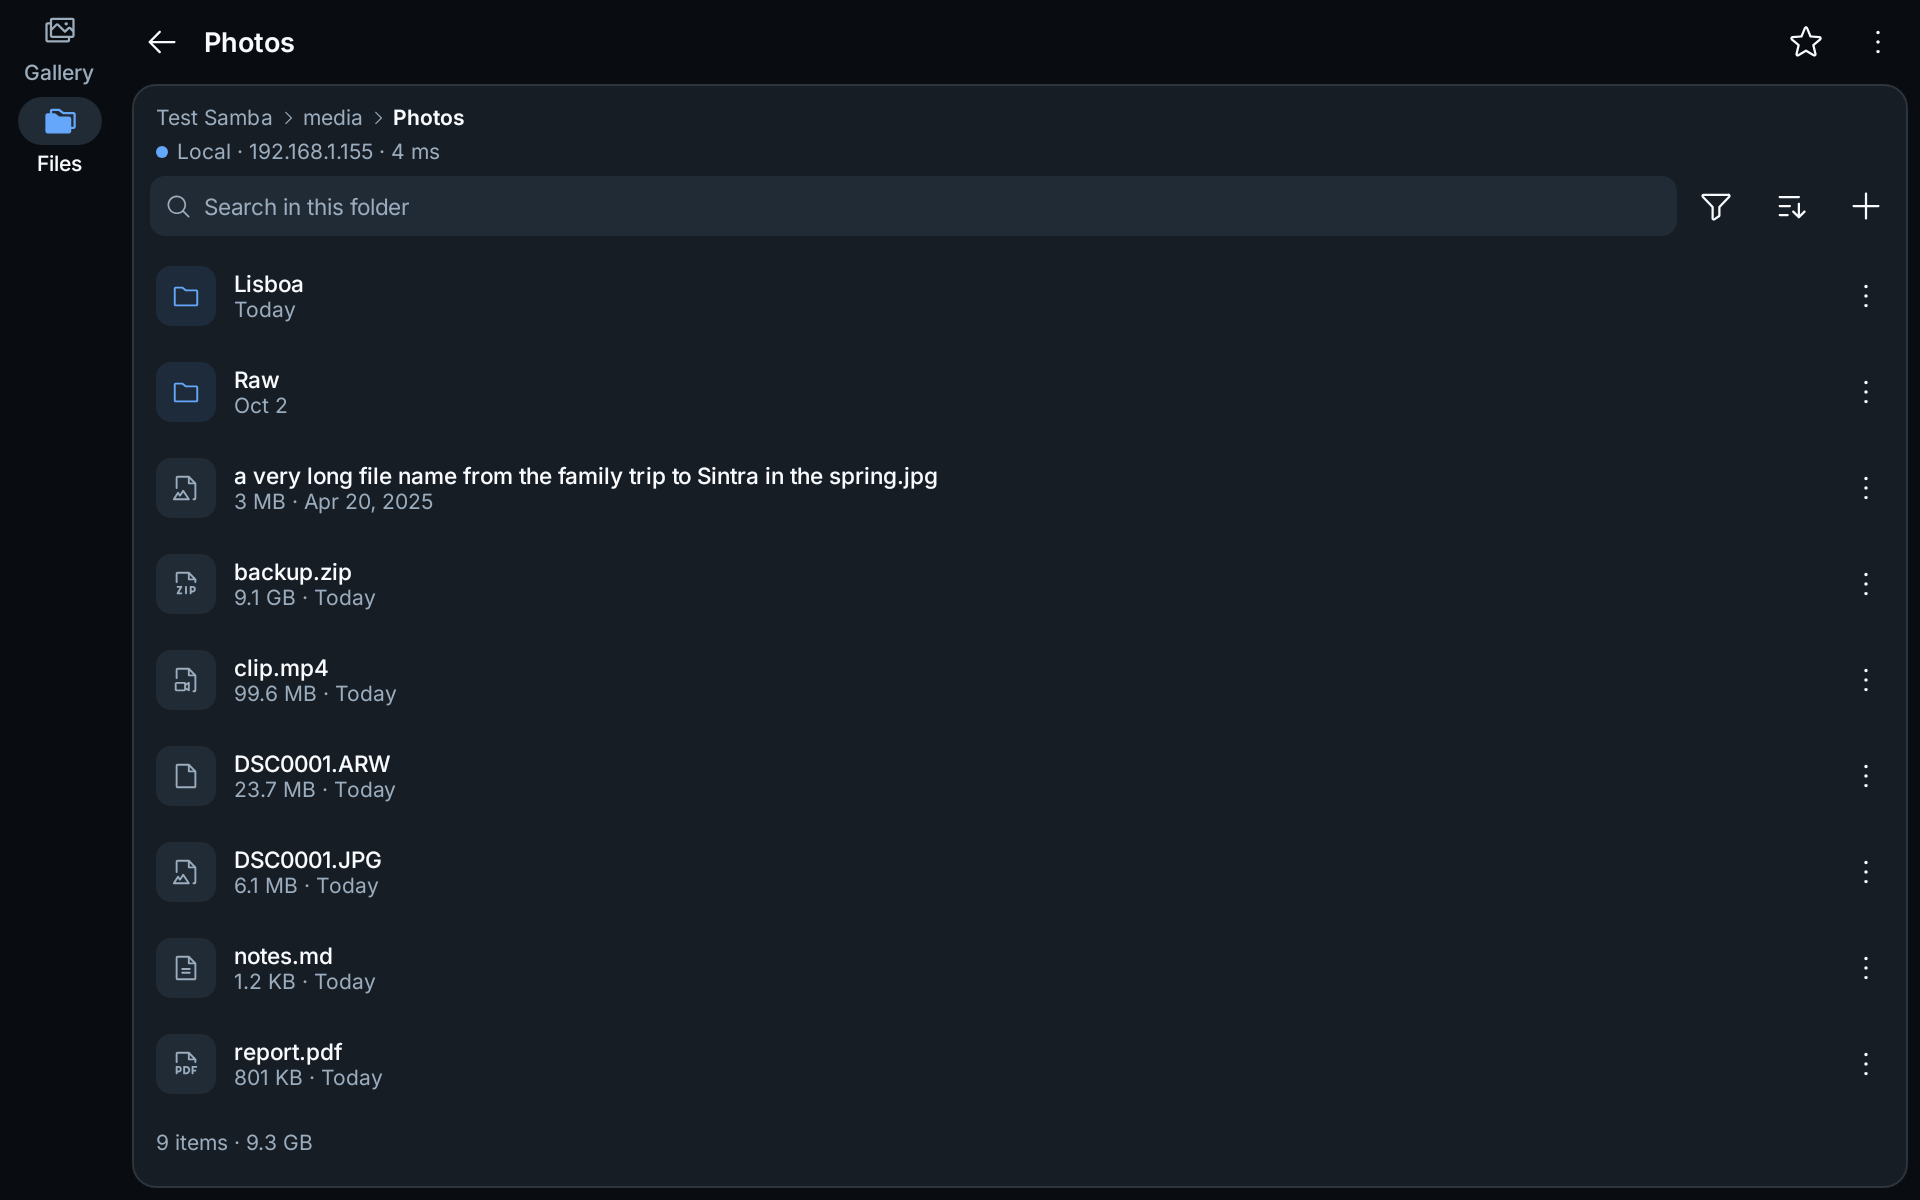 Gallery
Files
Photos
Test Samba > media > Photos
Local · 192.168.1.155 · 4 ms
Search in this folder
Lisboa
Today
Raw
Oct 2
a very long file name from the family trip to Sintra in the spring.jpg
3 MB · Apr 20, 2025
ZIP
backup.zip
9.1 GB · Today
clip.mp4
99.6 MB · Today
DSC0001.ARW
23.7 MB · Today
DSC0001.JPG
6.1 MB · Today
notes.md
1.2 KB · Today
PDF
report.pdf
801 KB · Today
9 items · 9.3 GB